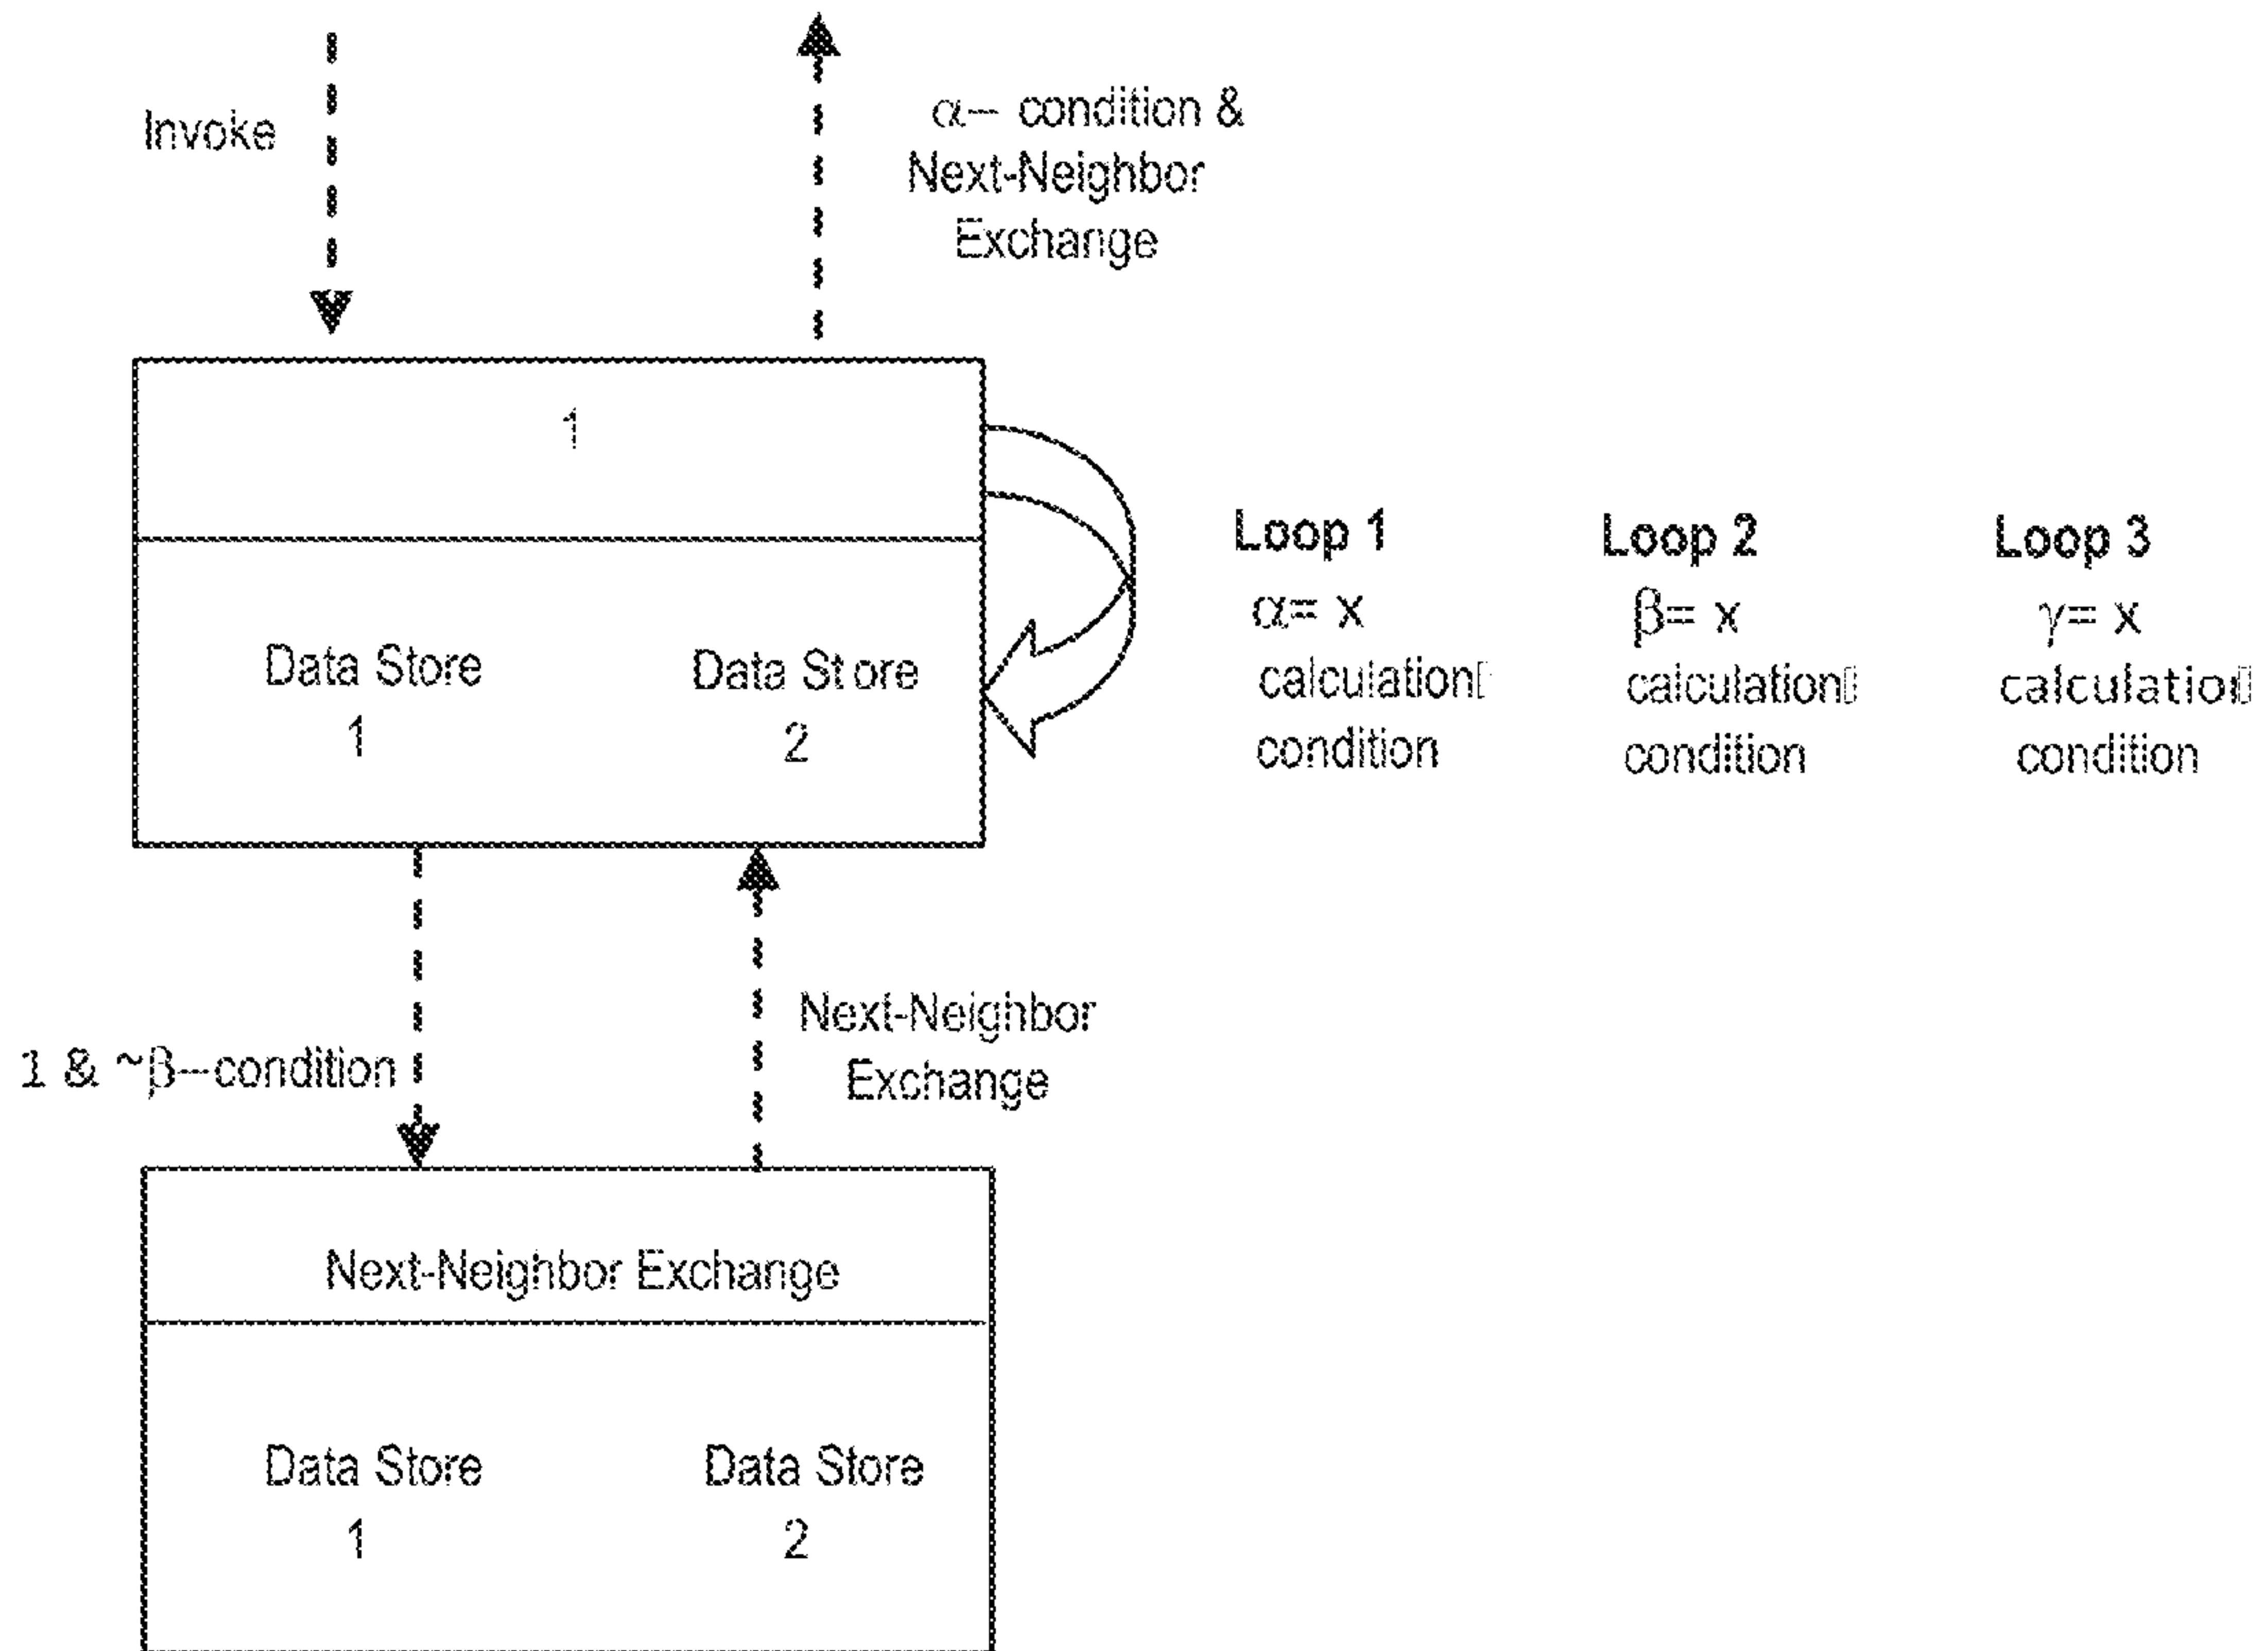 Invoke
α-- condition &
Next-Neighbor
Exchange
1
Data Store
1
Data Store
2
Loop 1
α= x
calculation
condition
Loop 2
β= x
calculation
condition
Loop 3
γ= x
calculation
condition
1 & ~β--condition
Next-Neighbor
Exchange
Next-Neighbor Exchange
Data Store
1
Data Store
2